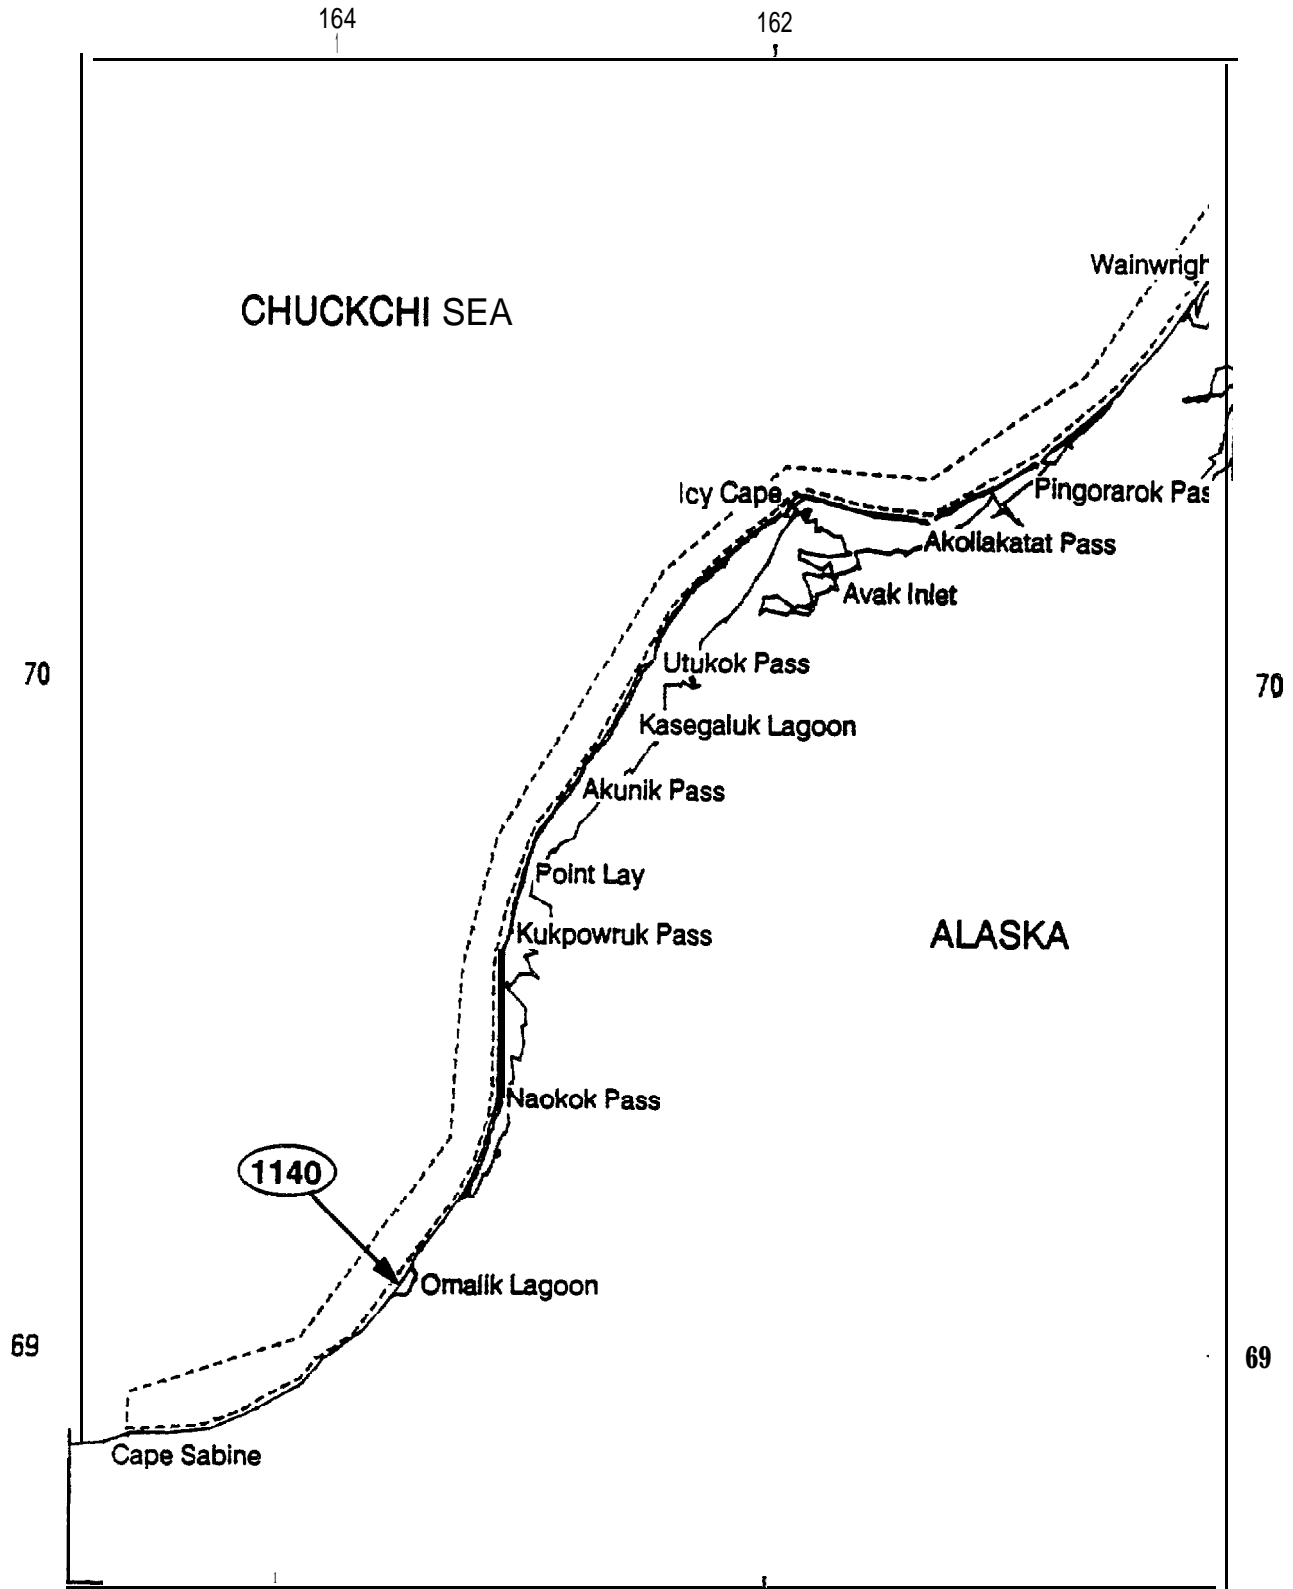 164
162
Wainwrigh
CHUCKCHI SEA
Icy Cape
Pingorarok Pas
Akoliakatat Pass
Avak Inlet
70
Utukok Pass
70
Kasegaluk Lagoon
Akunik Pass
Point Lay
Kukpowruk Pass
ALASKA
Naokok Pass
1140
Omalik Lagoon
69
69
Cape Sabine